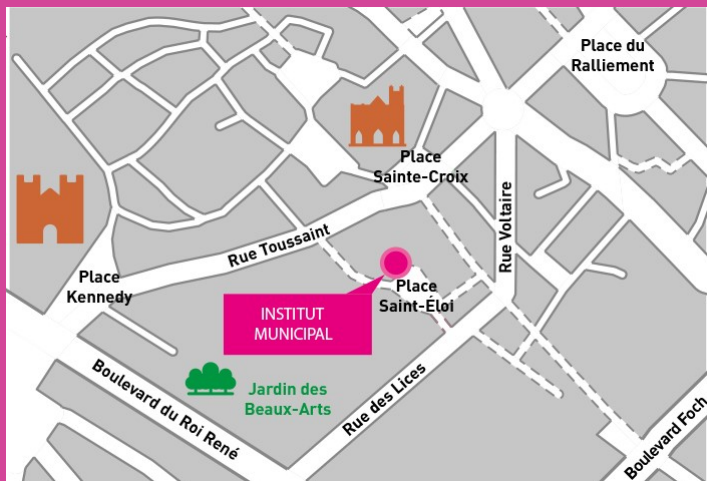 Place du
Ralliement
Place
Sainte-Croix
Rue Voltaire
Rue Toussaint
Place
Kennedy
Place
Saint-Éloi
INSTITUT
MUNICIPAL
Boulevard du Roi René
Jardin des
Beaux-Arts
Rue des Lices
Boulevard Foch